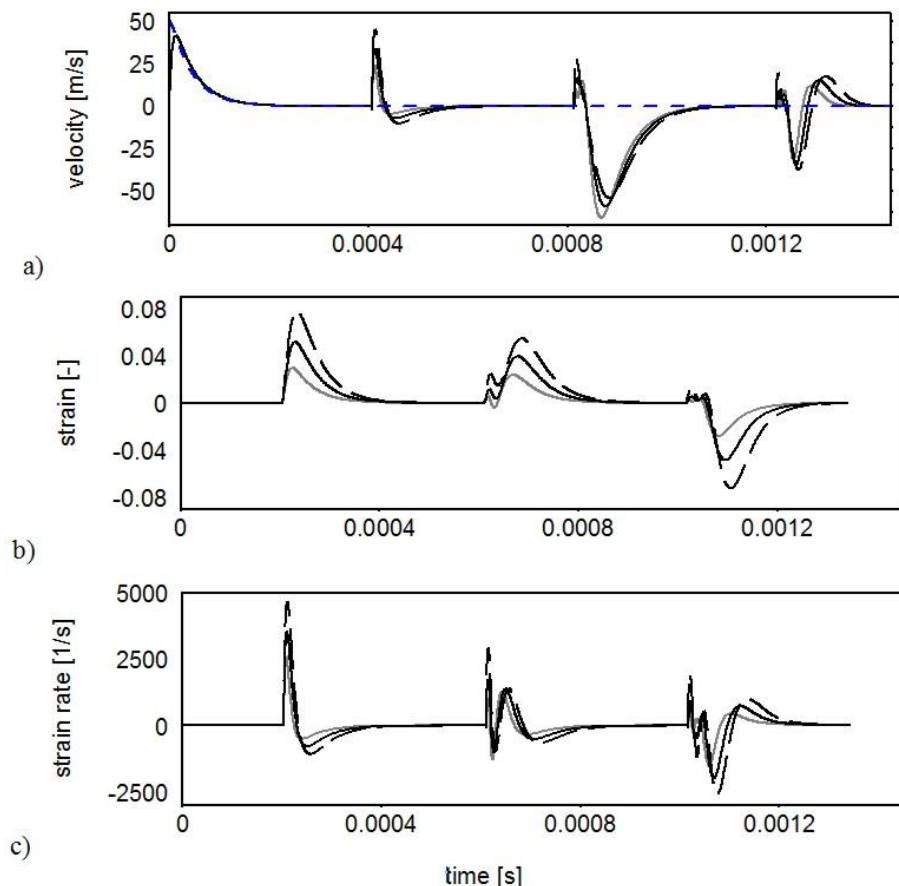 50
25
0
-25
-50
velocity [m/s]
0 0.0004 0.0008 0.0012
a)
0.08
0.04
0
-0.04
-0.08
strain [-]
0 0.0004 0.0008 0.0012
b)
5000
2500
0
-2500
strain rate [1/s]
0 0.0004 0.0008 0.0012
c)
time [s]